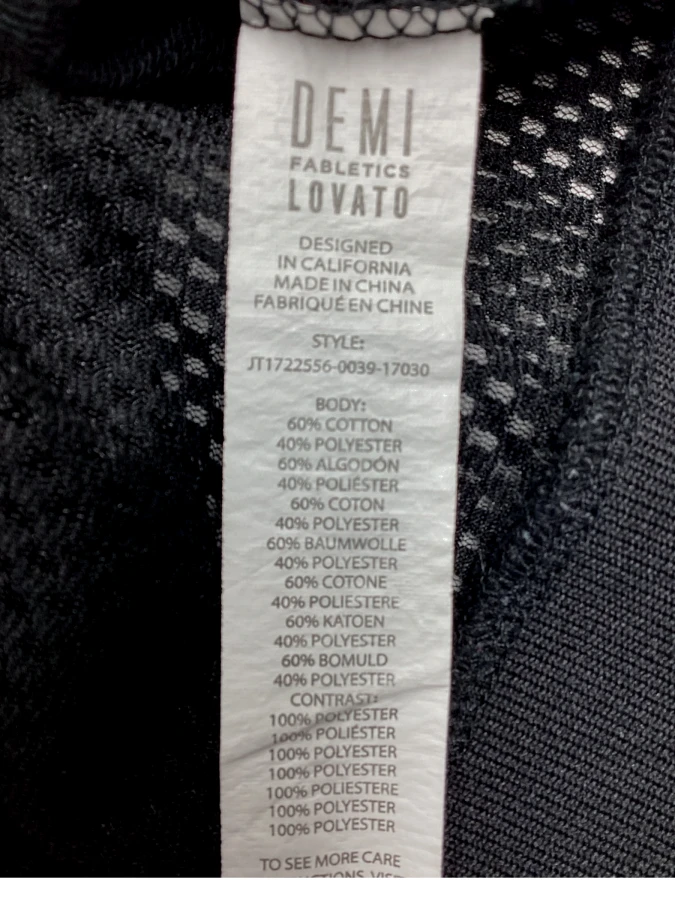 DEMI
FABLETICS
LOVATO
DESIGNED
IN CALIFORNIA
MADE IN CHINA
FABRIQUÉ EN CHINE
STYLE:
JT1722556-0039-17030
BODY:
60% COTTON
40% POLYESTER
60% ALGODÓN
40% POLIÉSTER
60% COTON
40% POLYESTER
60% BAUMWOLLE
40% POLYESTER
60% COTONE
40% POLIESTERE
60% KATOEN
40% POLYESTER
60% BOMULD
40% POLYESTER
CONTRAST:
100% POLYESTER
100% POLIÉSTER
100% POLYESTER
100% POLYESTER
100% POLIESTERE
100% POLYESTER
100% POLYESTER
TO SEE MORE CARE